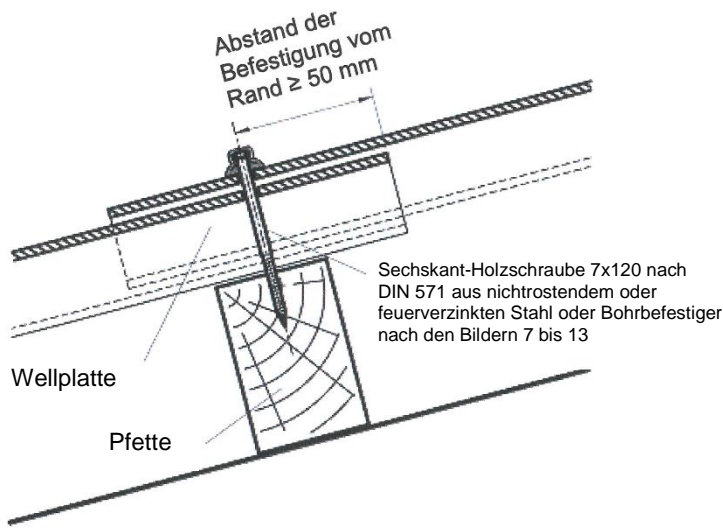 Abstand der
Befestigung vom
Rand ≥ 50 mm
Sechskant-Holzschraube 7x120 nach
DIN 571 aus nichtrostendem oder
feuerverzinkten Stahl oder Bohrbefestiger
nach den Bildern 7 bis 13
Wellplatte
Pfette